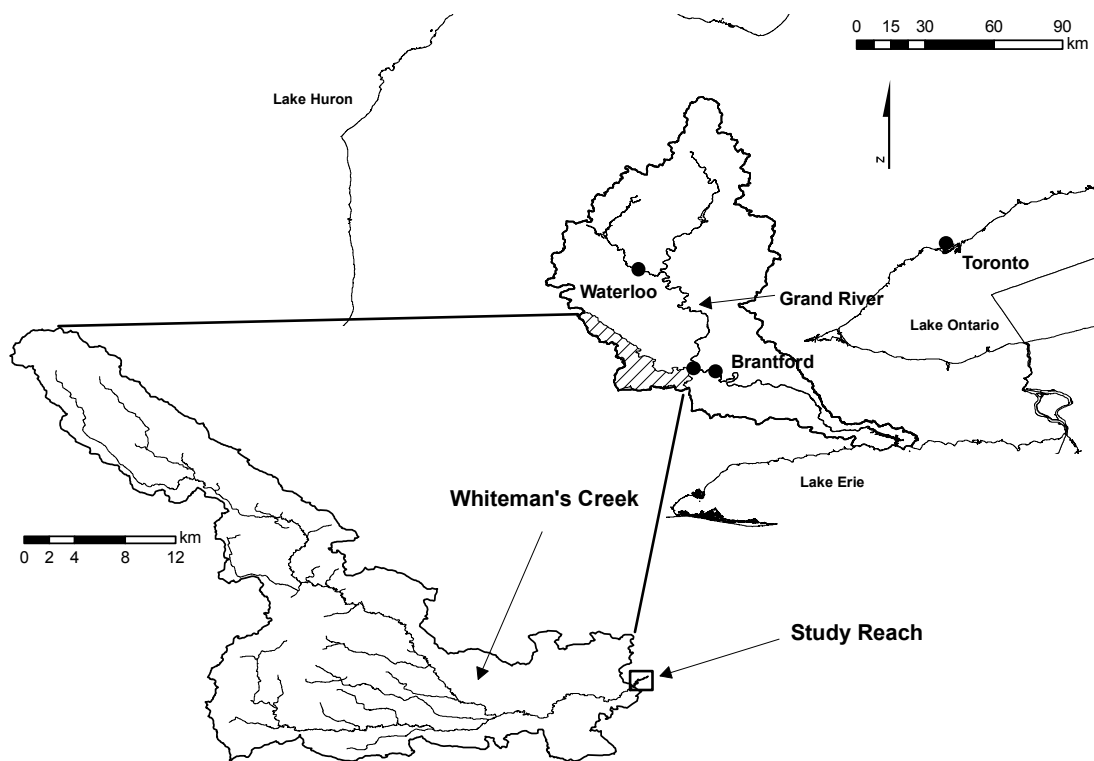 0 15 30 60 90
km
Lake Huron
N
Toronto
Waterloo
Grand River
Lake Ontario
Brantford
Lake Erie
Whiteman's Creek
km
0 2 4 8 12
Study Reach